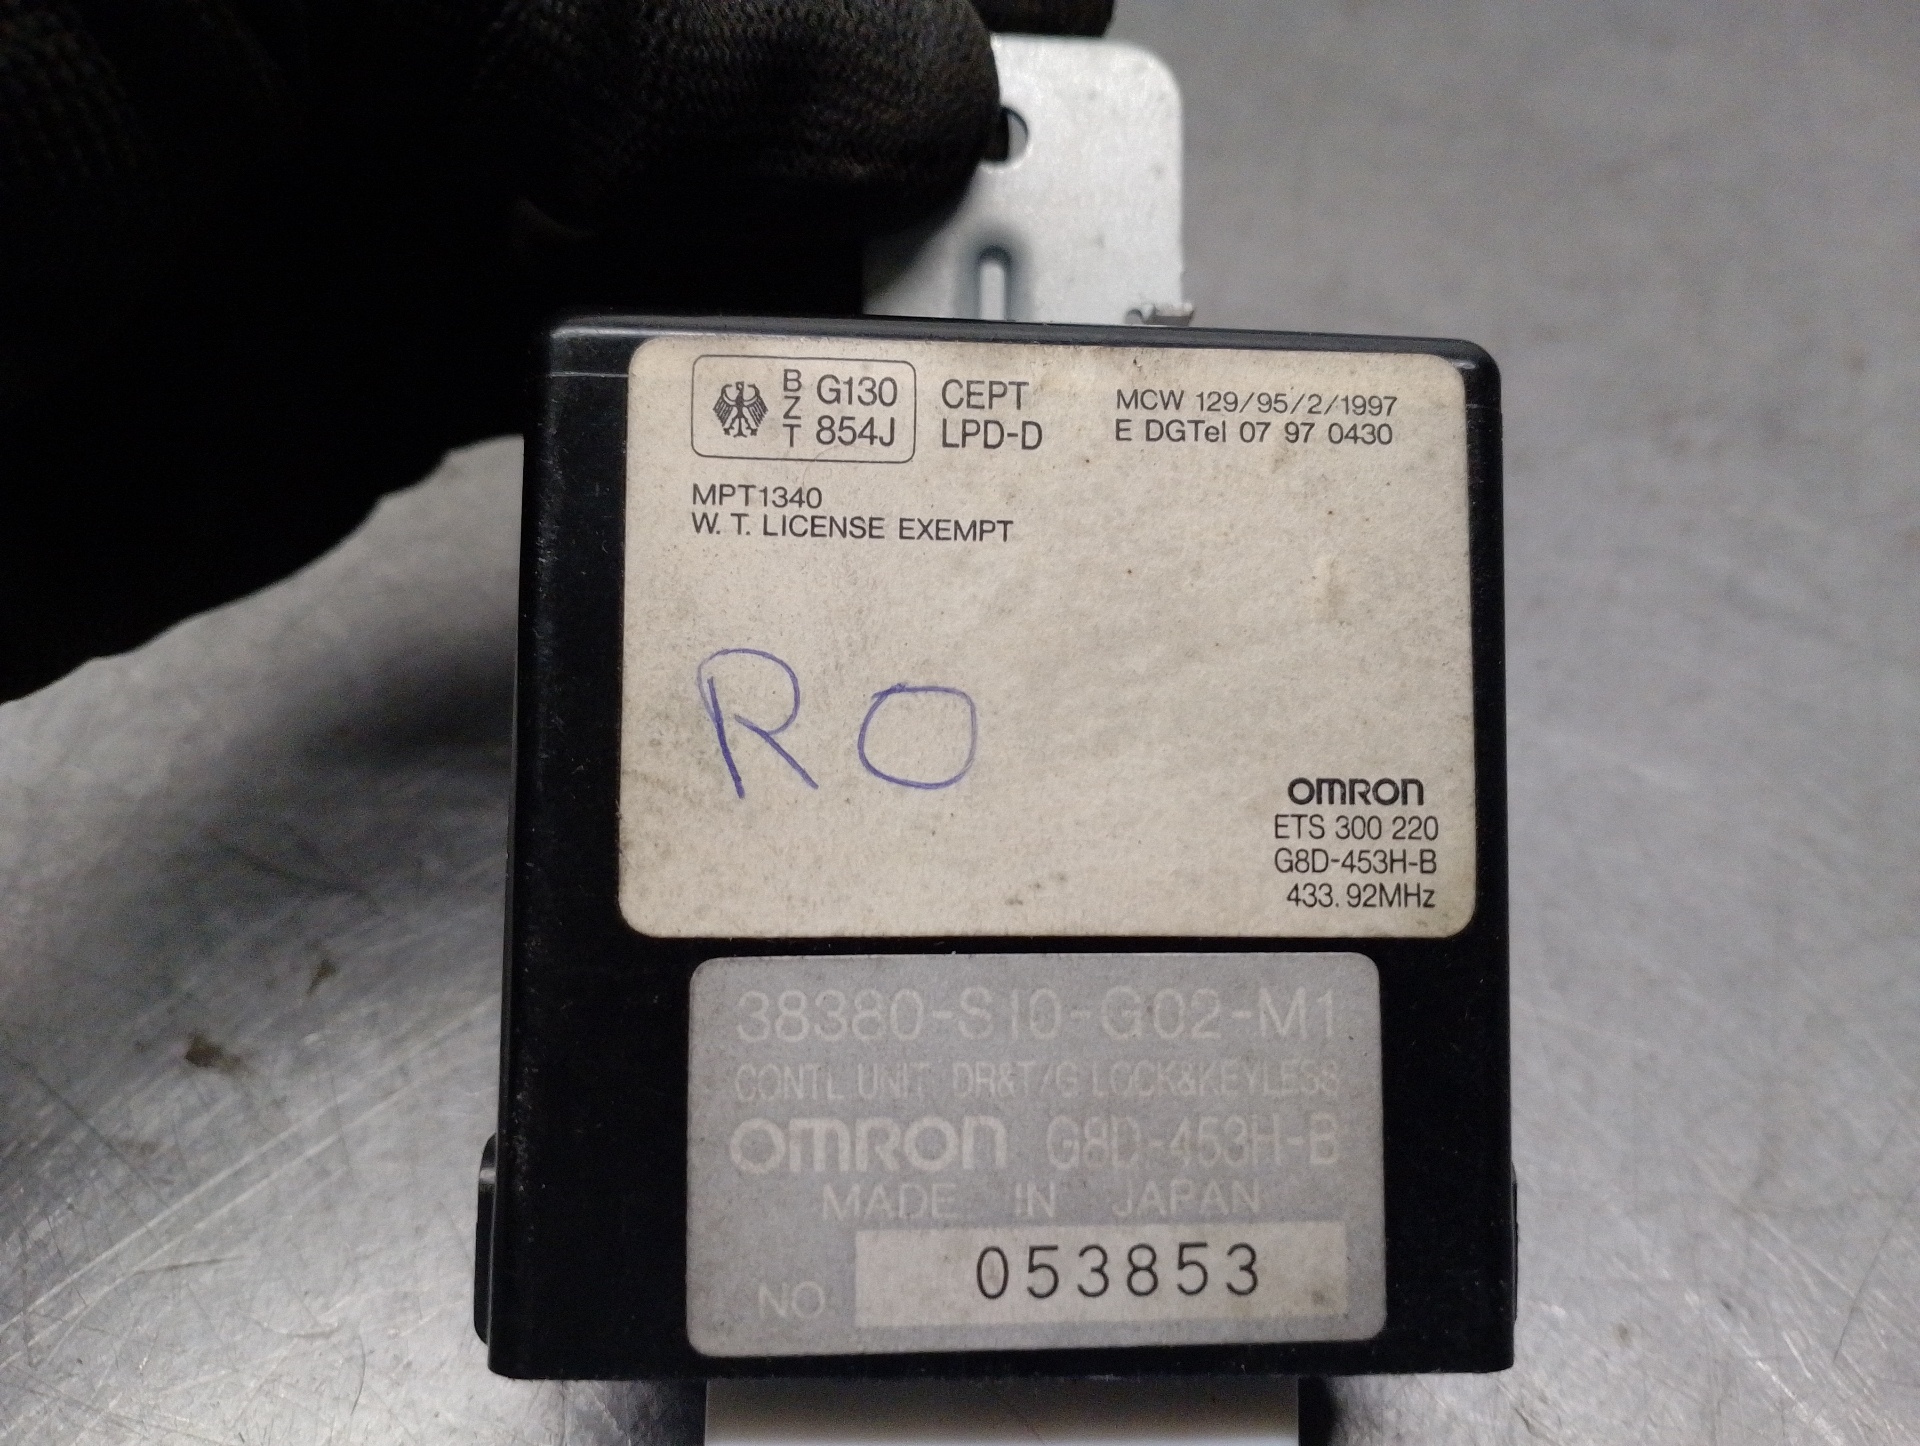 BZT G130 854J
CEPT
LPD-D
MCW 129/95/2/1997
E DGTel 07 97 0430
MPT1340
W. T. LICENSE EXEMPT
RO
OMRON
ETS 300 220
G8D-453H-B
433.92MHz
38380-S10-G02-M1
CONTL UNIT DR&T/G LOCK&KEYLESS
OMRON G8D-453H-B
MADE IN JAPAN
NO 053853